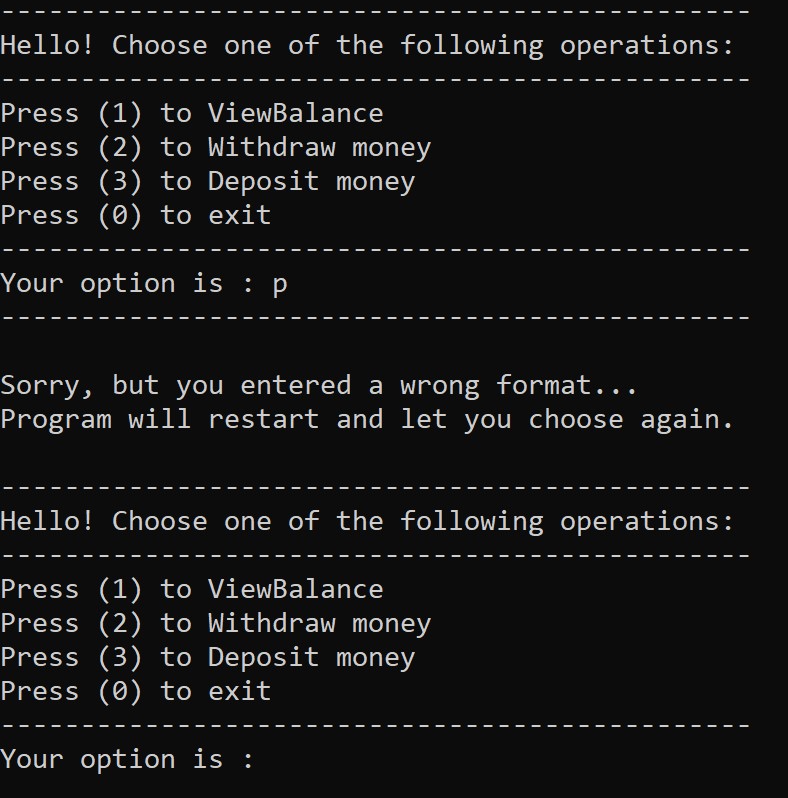 -----------------------------------------------
Hello! Choose one of the following operations:
-----------------------------------------------
Press (1) to ViewBalance
Press (2) to Withdraw money
Press (3) to Deposit money
Press (0) to exit
-----------------------------------------------
Your option is : p
-----------------------------------------------
Sorry, but you entered a wrong format...
Program will restart and let you choose again.
-----------------------------------------------
Hello! Choose one of the following operations:
-----------------------------------------------
Press (1) to ViewBalance
Press (2) to Withdraw money
Press (3) to Deposit money
Press (0) to exit
-----------------------------------------------
Your option is :